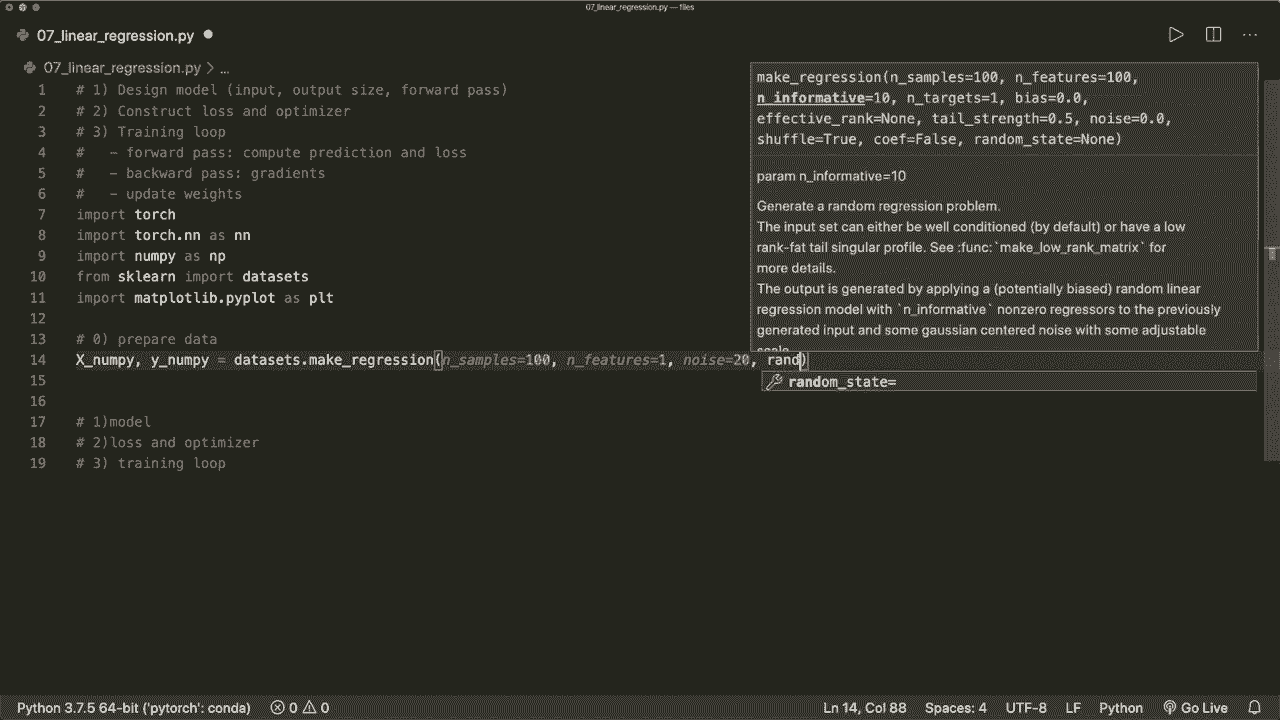 07_linear_regression.py — files
07_linear_regression.py
07_linear_regression.py > ...
1 # 1) Design model (input, output size, forward pass)
2 # 2) Construct loss and optimizer
3 # 3) Training loop
4 #   - forward pass: compute prediction and loss
5 #   - backward pass: gradients
6 #   - update weights
7 import torch
8 import torch.nn as nn
9 import numpy as np
10 from sklearn import datasets
11 import matplotlib.pyplot as plt
12
13 # 0) prepare data
14 X_numpy, y_numpy = datasets.make_regression(n_samples=100, n_features=1, noise=20, rand)
15
16
17 # 1)model
18 # 2)loss and optimizer
19 # 3) training loop
make_regression(n_samples=100, n_features=100,
n_informative=10, n_targets=1, bias=0.0,
effective_rank=None, tail_strength=0.5, noise=0.0,
shuffle=True, coef=False, random_state=None)
param n_informative=10
Generate a random regression problem.
The input set can either be well conditioned (by default) or have a low
rank-fat tail singular profile. See :func:`make_low_rank_matrix` for
more details.
The output is generated by applying a (potentially biased) random linear
regression model with `n_informative` nonzero regressors to the previously
generated input and some gaussian centered noise with some adjustable
scale.
random_state=
Python 3.7.5 64-bit ('pytorch': conda) 0 0 Ln 14, Col 88 Spaces: 4 UTF-8 LF Python Go Live